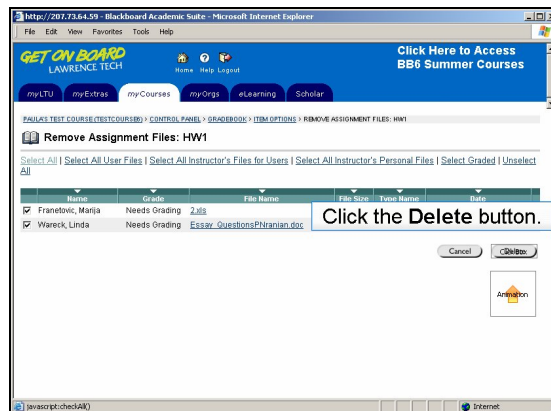 http://207.73.64.59 - Blackboard Academic Suite - Microsoft Internet Explorer
File Edit View Favorites Tools Help
GET ON BOARD
LAWRENCE TECH
Home Help Logout
Click Here to Access
BB6 Summer Courses
myLTU myExtras myCourses myOrgs eLearning Scholar
PAULA'S TEST COURSE (TESTCOURSE6) > CONTROL PANEL > GRADEBOOK > ITEM OPTIONS > REMOVE ASSIGNMENT FILES: HW1
Remove Assignment Files: HW1
Select All | Select All User Files | Select All Instructor's Files for Users | Select All Instructor's Personal Files | Select Graded | Unselect
All
Name Grade File Name File Size Type Name Date
Franetovic, Marija Needs Grading 2.xls
Click the Delete button.
Wareck, Linda Needs Grading Essay_QuestionsPNranian.doc
Cancel
Animation
javascript:checkAll()
Internet